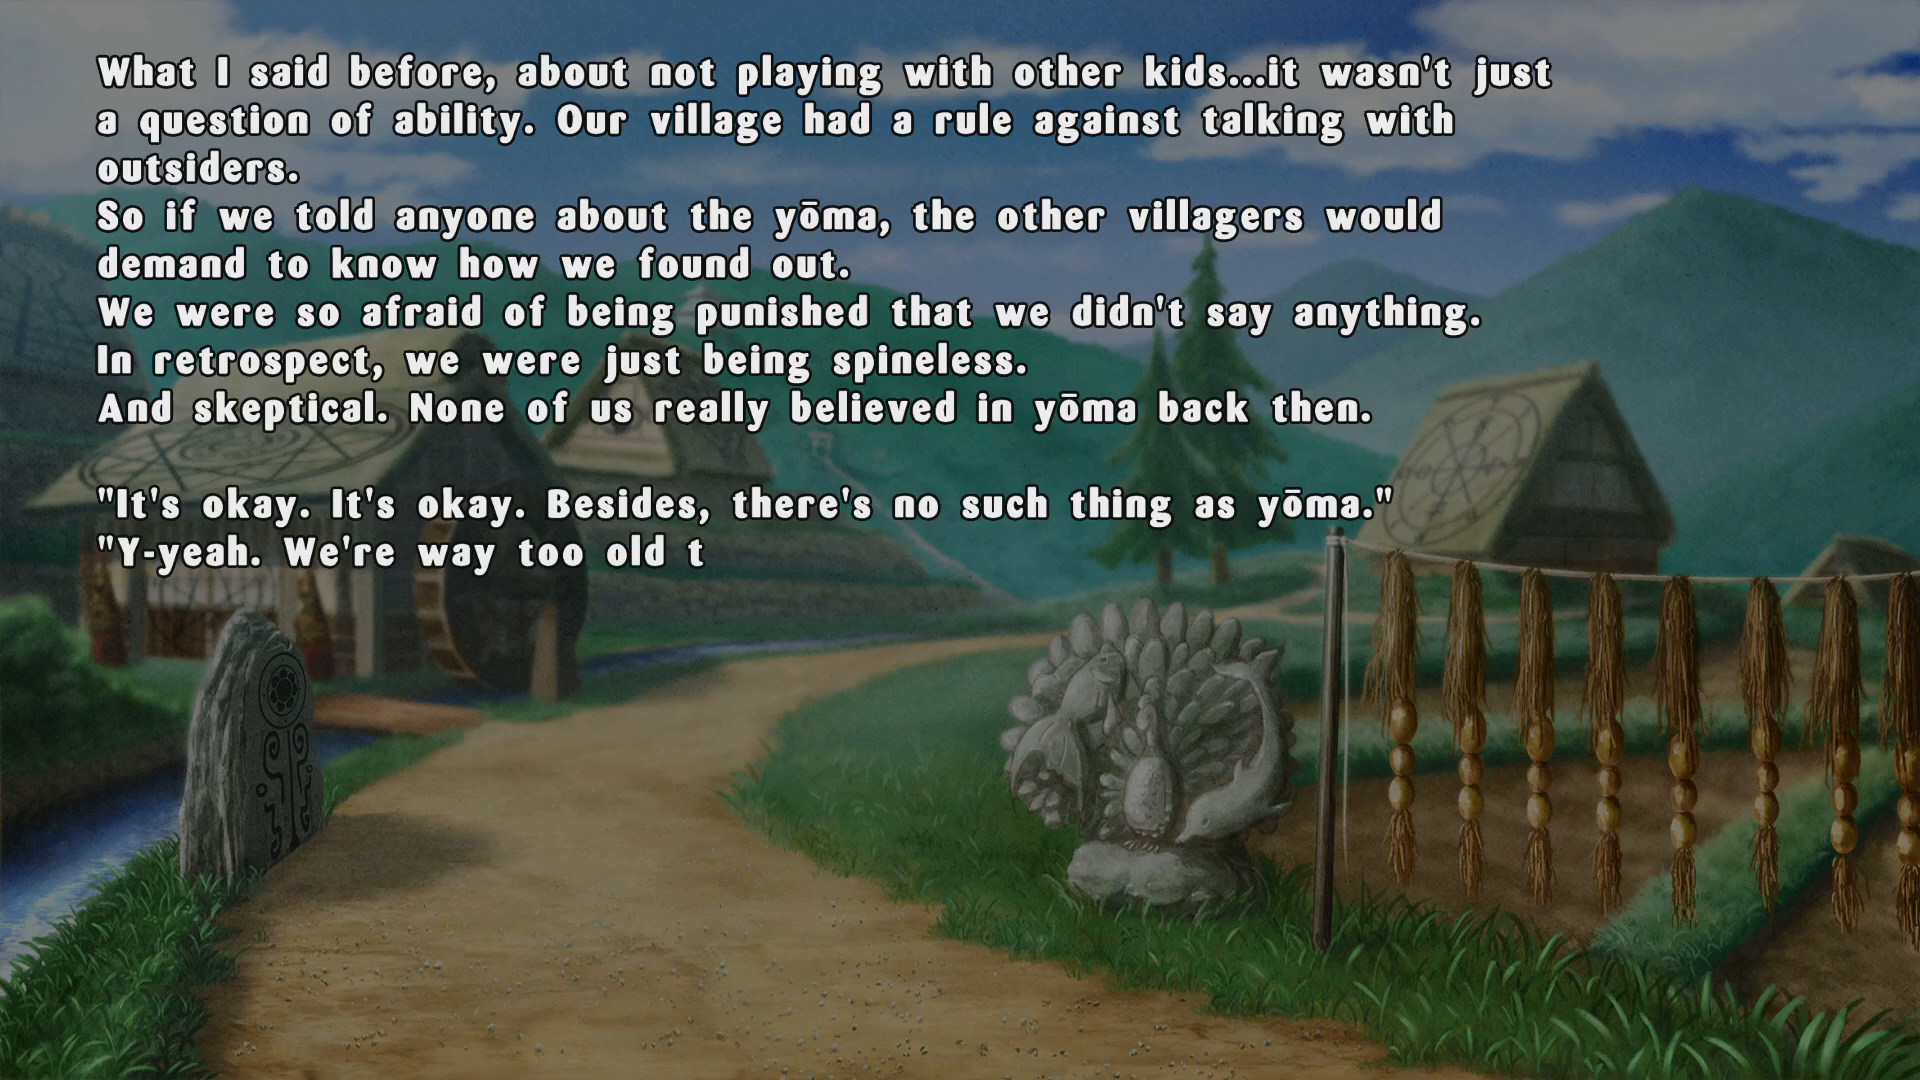 What I said before, about not playing with other kids...it wasn't just
a question of ability. Our village had a rule against talking with
outsiders.
So if we told anyone about the yōma, the other villagers would
demand to know how we found out.
We were so afraid of being punished that we didn't say anything.
In retrospect, we were just being spineless.
And skeptical. None of us really believed in yōma back then.
"It's okay. It's okay. Besides, there's no such thing as yōma."
"Y-yeah. We're way too old t